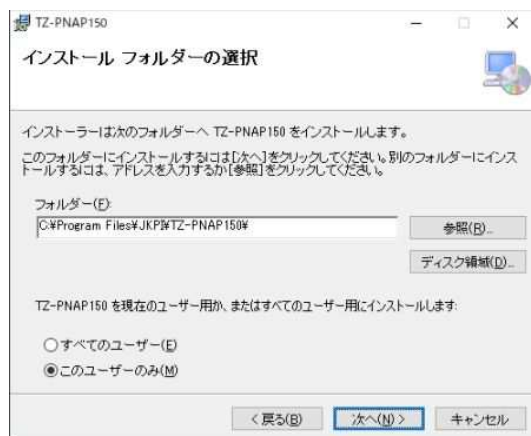 TZ-PNAP150
インストール フォルダーの選択
インストーラーは次のフォルダーへ TZ-PNAP150 をインストールします。
このフォルダーにインストールするには[次へ]をクリックしてください。別のフォルダーにインス
トールするには、アドレスを入力するか[参照]をクリックしてください。
フォルダー(F):
C:¥Program Files¥JKPI¥TZ-PNAP150¥
参照(R)...
ディスク領域(D)...
TZ-PNAP150 を現在のユーザー用か、またはすべてのユーザー用にインストールします:
すべてのユーザー(E)
このユーザーのみ(M)
< 戻る(B)
次へ(N) >
キャンセル